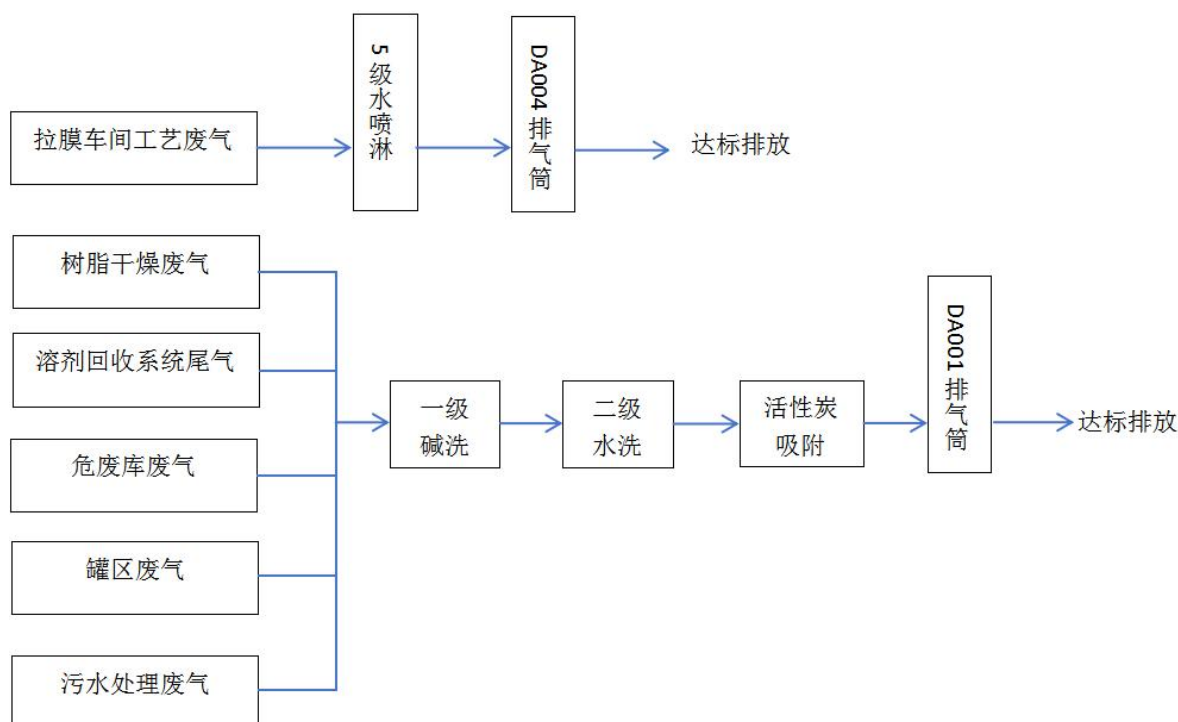 拉膜车间工艺废气
5级水喷淋
DA004排气筒
达标排放
树脂干燥废气
溶剂回收系统尾气
危废库废气
罐区废气
污水处理废气
一级
碱洗
二级
水洗
活性炭
吸附
DA001排气筒
达标排放